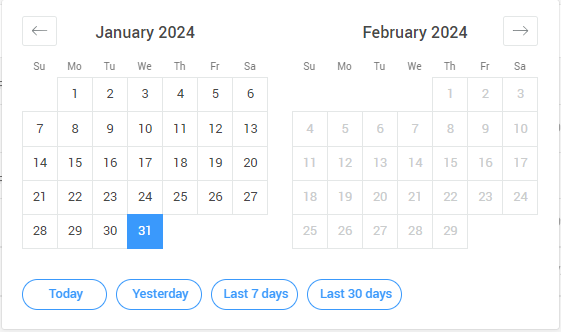 January 2024
Su Mo Tu We Th Fr Sa
1 2 3 4 5 6
7 8 9 10 11 12 13
14 15 16 17 18 19 20
21 22 23 24 25 26 27
28 29 30 31
February 2024
Su Mo Tu We Th Fr Sa
1 2 3
4 5 6 7 8 9 10
11 12 13 14 15 16 17
18 19 20 21 22 23 24
25 26 27 28 29
Today Yesterday Last 7 days Last 30 days